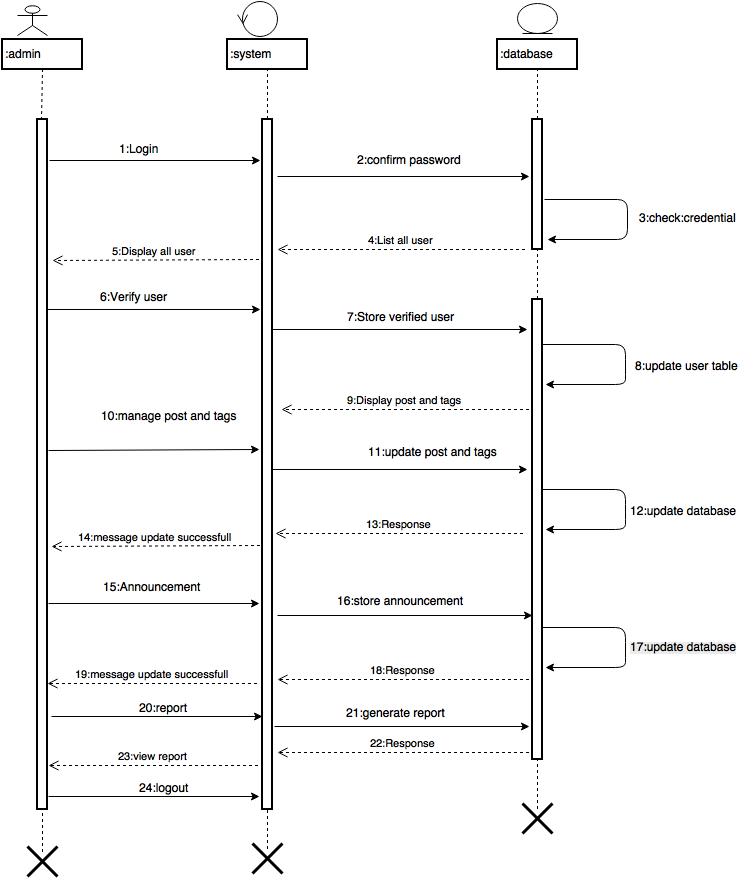 :admin
:system
:database
1:Login
2:confirm password
3:check:credential
4:List all user
5:Display all user
6:Verify user
7:Store verified user
8:update user table
9:Display post and tags
10:manage post and tags
11:update post and tags
12:update database
13:Response
14:message update successfull
15:Announcement
16:store announcement
17:update database
18:Response
19:message update successfull
20:report
21:generate report
22:Response
23:view report
24:logout